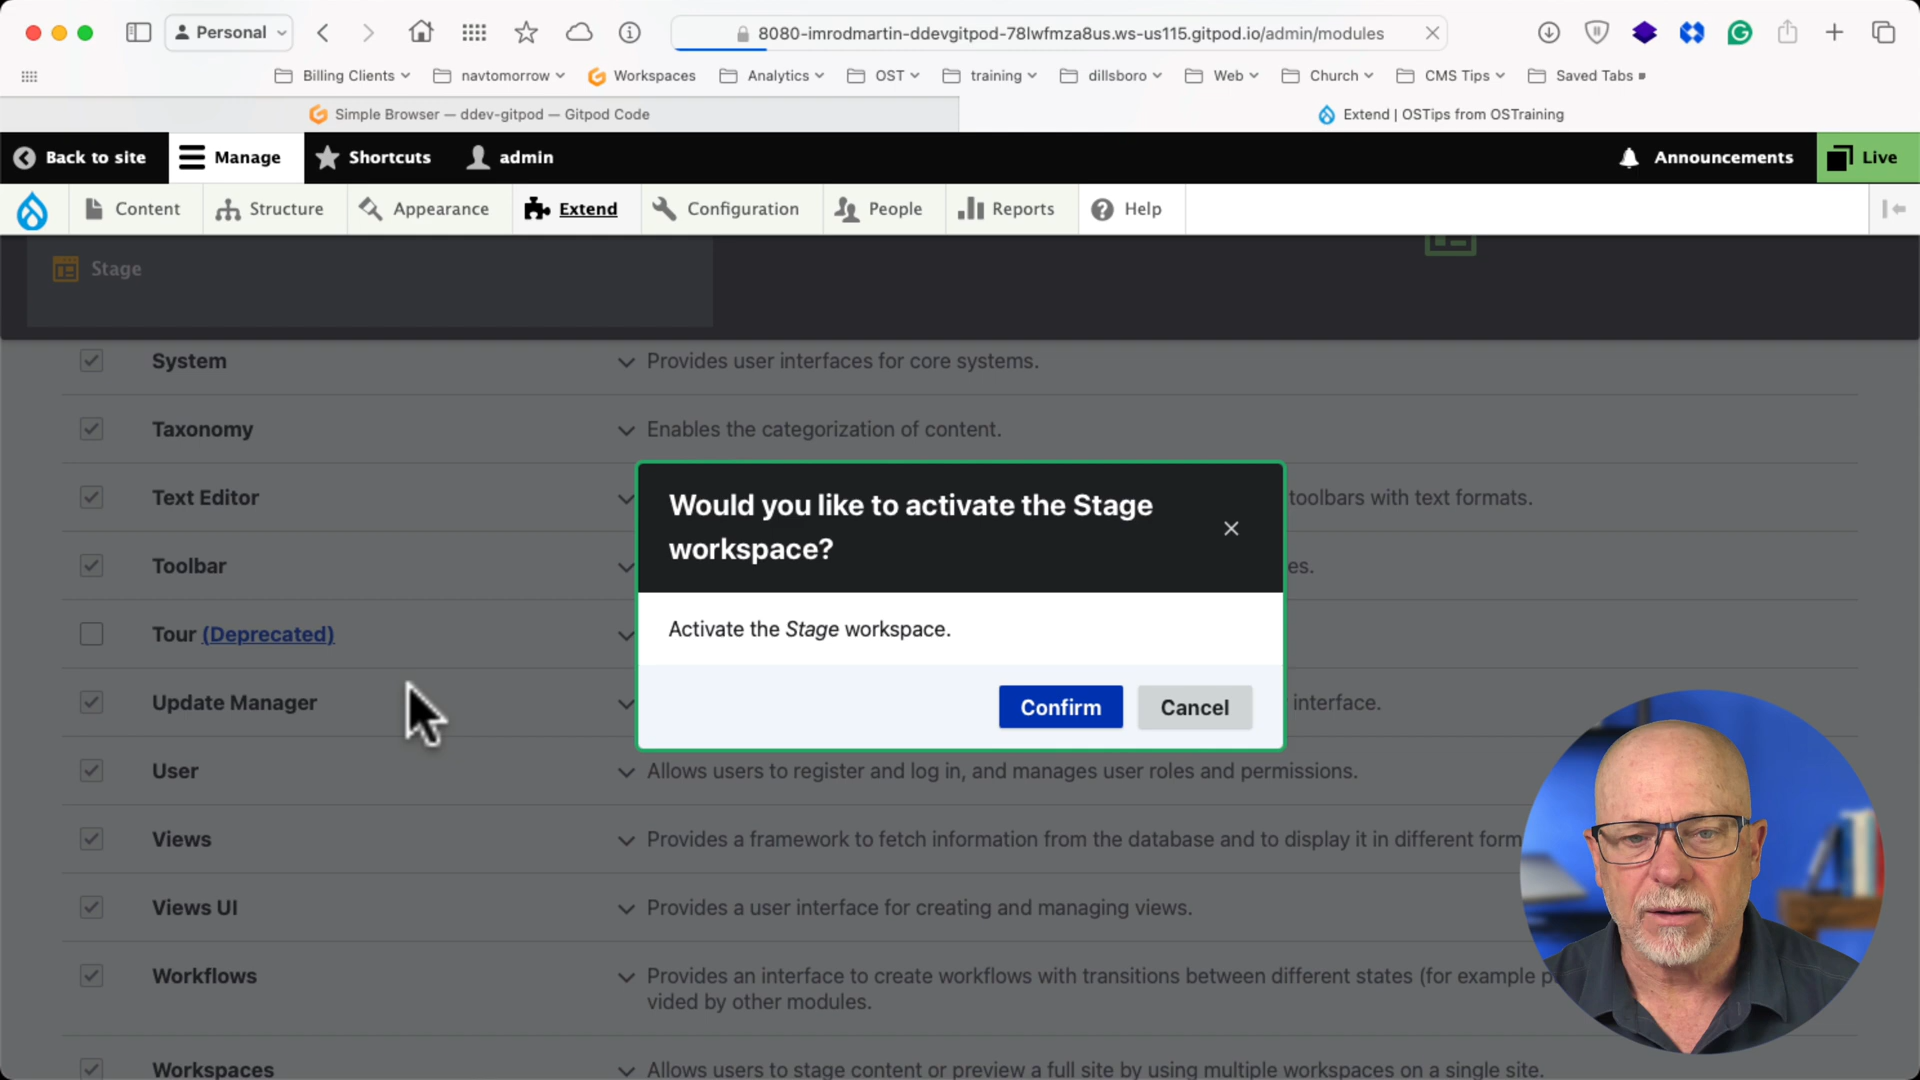 Personal
8080-imrodmartin-ddevgitpod-78lwfmza8us.ws-us115.gitpod.io/admin/modules
Billing Clients
navtomorrow
Workspaces
Analytics
OST
training
dillsboro
Web
Church
CMS Tips
Saved Tabs
Simple Browser — ddev-gitpod — Gitpod Code
Extend | OSTips from OSTraining
Back to site
Manage
Shortcuts
admin
Announcements
Live
Content
Structure
Appearance
Extend
Configuration
People
Reports
Help
Stage
System
Provides user interfaces for core systems.
Taxonomy
Enables the categorization of content.
Text Editor
toolbars with text formats.
Toolbar
es.
Tour (Deprecated)
Update Manager
interface.
Would you like to activate the Stage
workspace?
Activate the Stage workspace.
Confirm
Cancel
User
Allows users to register and log in, and manages user roles and permissions.
Views
Provides a framework to fetch information from the database and to display it in different form
Views UI
Provides a user interface for creating and managing views.
Workflows
Provides an interface to create workflows with transitions between different states (for example p
vided by other modules.
Workspaces
Allows users to stage content or preview a full site by using multiple workspaces on a single site.